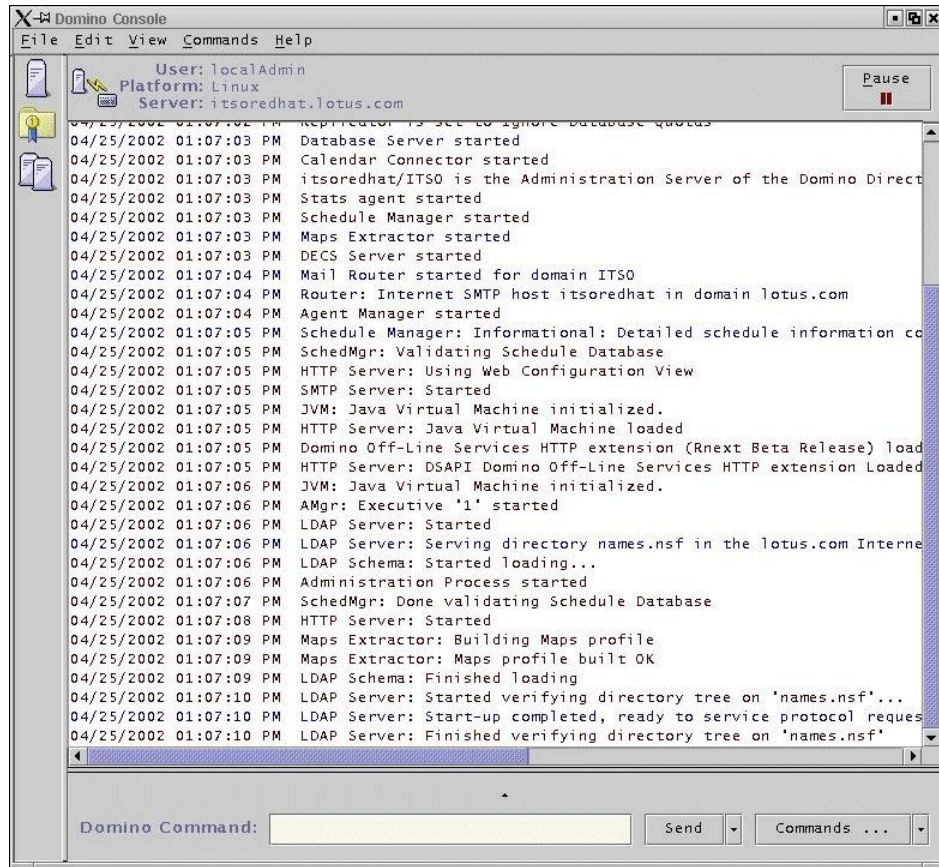 Domino Console
File Edit View Commands Help
User: localAdmin
Platform: Linux
Server: itsoredhat.lotus.com
Pause
04/25/2002 01:07:02 PM Replicator is set to Ignore Database Quotas
04/25/2002 01:07:03 PM Database Server started
04/25/2002 01:07:03 PM Calendar Connector started
04/25/2002 01:07:03 PM itsoredhat/ITSO is the Administration Server of the Domino Direct
04/25/2002 01:07:03 PM Stats agent started
04/25/2002 01:07:03 PM Schedule Manager started
04/25/2002 01:07:03 PM Maps Extractor started
04/25/2002 01:07:03 PM DECS Server started
04/25/2002 01:07:04 PM Mail Router started for domain ITSO
04/25/2002 01:07:04 PM Router: Internet SMTP host itsoredhat in domain lotus.com
04/25/2002 01:07:04 PM Agent Manager started
04/25/2002 01:07:05 PM Schedule Manager: Informational: Detailed schedule information co
04/25/2002 01:07:05 PM SchedMgr: Validating Schedule Database
04/25/2002 01:07:05 PM HTTP Server: Using Web Configuration View
04/25/2002 01:07:05 PM SMTP Server: Started
04/25/2002 01:07:05 PM JVM: Java Virtual Machine initialized.
04/25/2002 01:07:05 PM HTTP Server: Java Virtual Machine loaded
04/25/2002 01:07:05 PM Domino Off-Line Services HTTP extension (Rnext Beta Release) load
04/25/2002 01:07:05 PM HTTP Server: DSAPI Domino Off-Line Services HTTP extension Loaded
04/25/2002 01:07:06 PM JVM: Java Virtual Machine initialized.
04/25/2002 01:07:06 PM AMgr: Executive '1' started
04/25/2002 01:07:06 PM LDAP Server: Started
04/25/2002 01:07:06 PM LDAP Server: Serving directory names.nsf in the lotus.com Interne
04/25/2002 01:07:06 PM LDAP Schema: Started loading...
04/25/2002 01:07:06 PM Administration Process started
04/25/2002 01:07:07 PM SchedMgr: Done validating Schedule Database
04/25/2002 01:07:08 PM HTTP Server: Started
04/25/2002 01:07:09 PM Maps Extractor: Building Maps profile
04/25/2002 01:07:09 PM Maps Extractor: Maps profile built OK
04/25/2002 01:07:09 PM LDAP Schema: Finished loading
04/25/2002 01:07:10 PM LDAP Server: Started verifying directory tree on 'names.nsf'...
04/25/2002 01:07:10 PM LDAP Server: Start-up completed, ready to service protocol reques
04/25/2002 01:07:10 PM LDAP Server: Finished verifying directory tree on 'names.nsf'
Domino Command:
Send
Commands ...